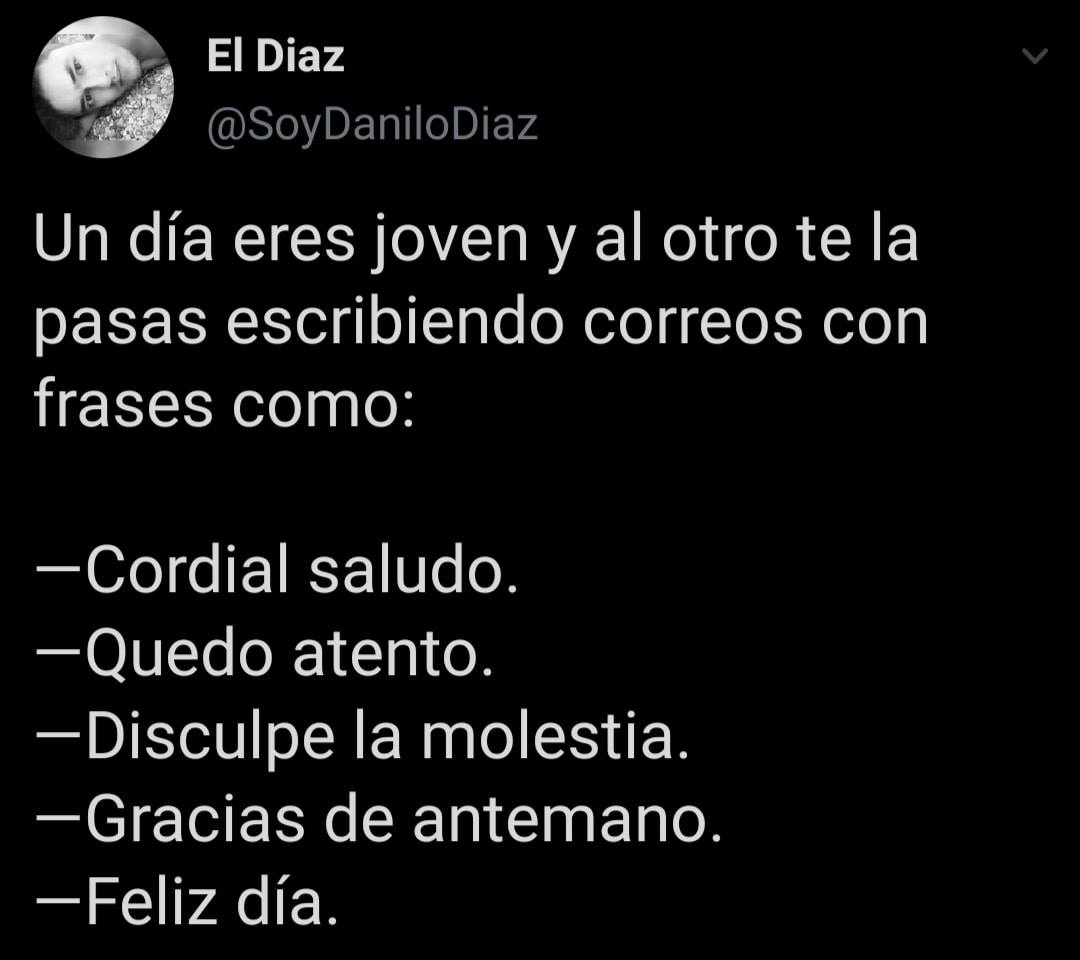 El Diaz
@SoyDaniloDiaz
Un día eres joven y al otro te la
pasas escribiendo correos con
frases como:
—Cordial saludo.
—Quedo atento.
—Disculpe la molestia.
—Gracias de antemano.
—Feliz día.